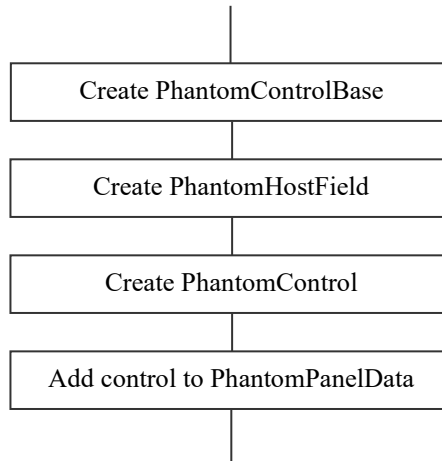 Create PhantomControlBase
Create PhantomHostField
Create PhantomControl
Add control to PhantomPanelData